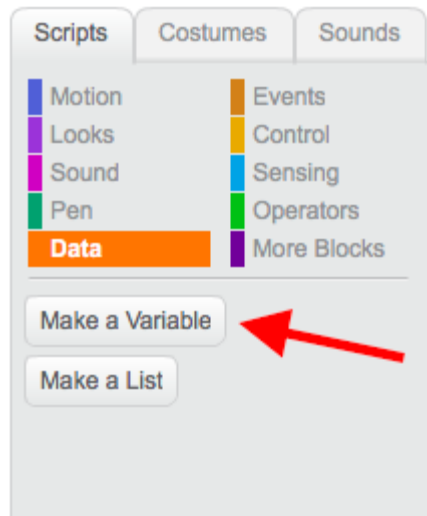 Scripts Costumes Sounds
Motion Events
Looks Control
Sound Sensing
Pen Operators
Data More Blocks
Make a Variable
Make a List